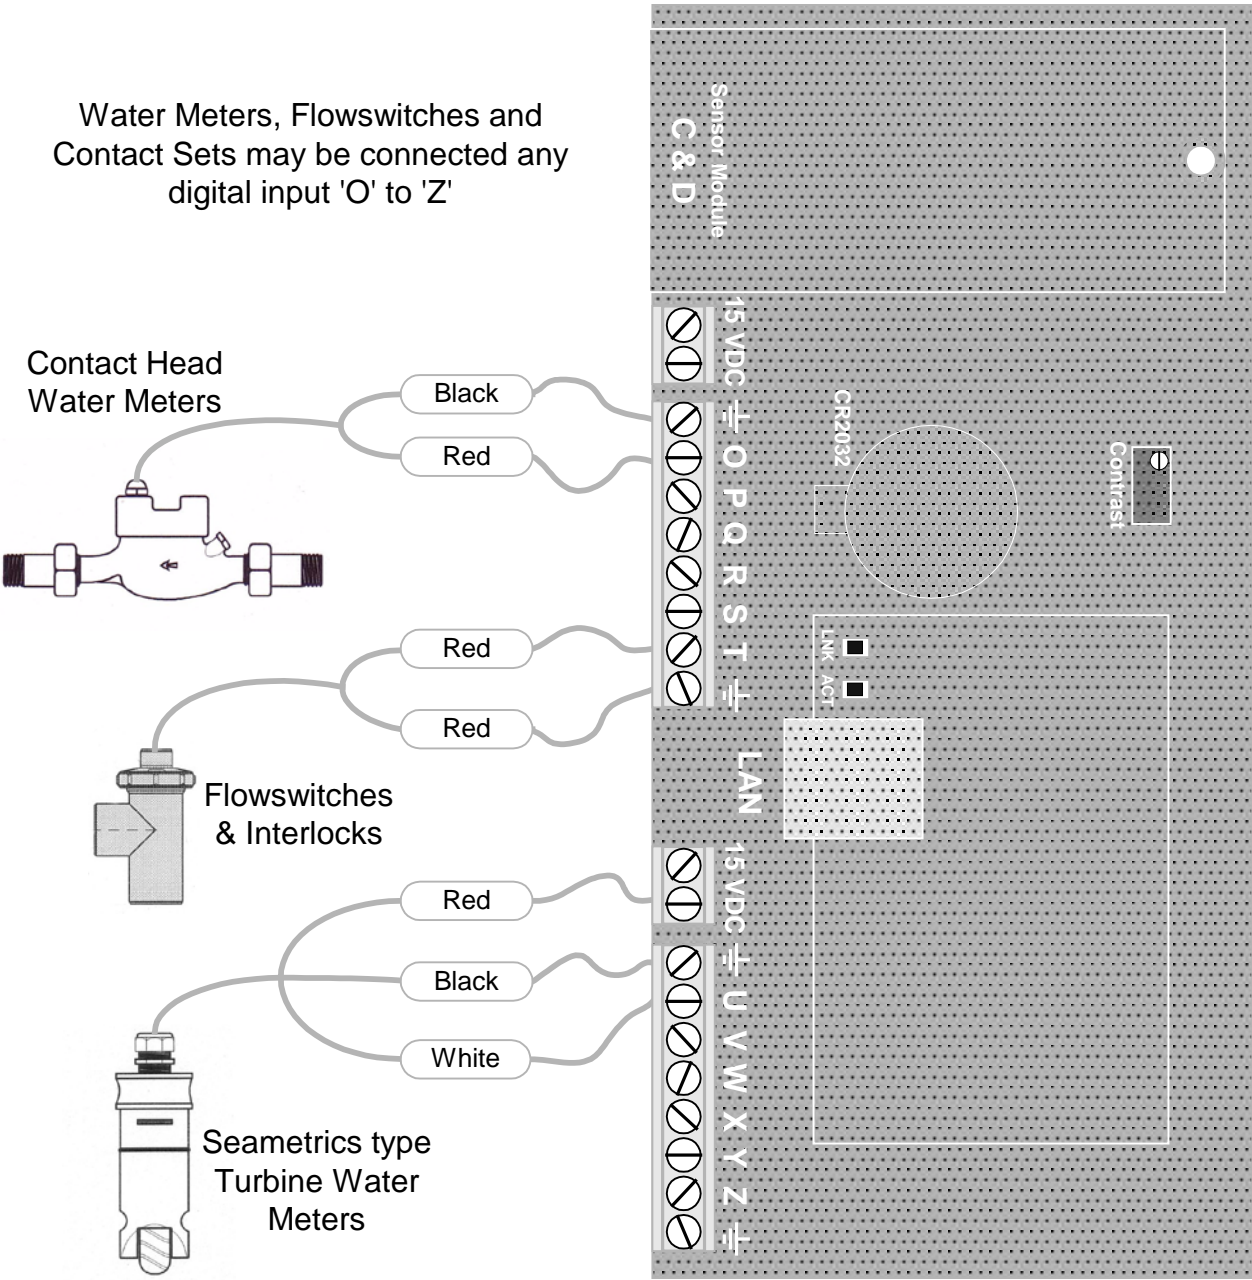 Water Meters, Flowswitches and
Contact Sets may be connected any
digital input 'O' to 'Z'
Sensor Module
C & D
15 VDC
Contact Head
Water Meters
Black
Red
O
P
Q
R
S
T
CR2032
Contrast
LNK
ACT
Red
Red
LAN
Flowswitches
& Interlocks
15 VDC
Red
Black
White
U
V
W
X
Y
Z
Seametrics type
Turbine Water
Meters